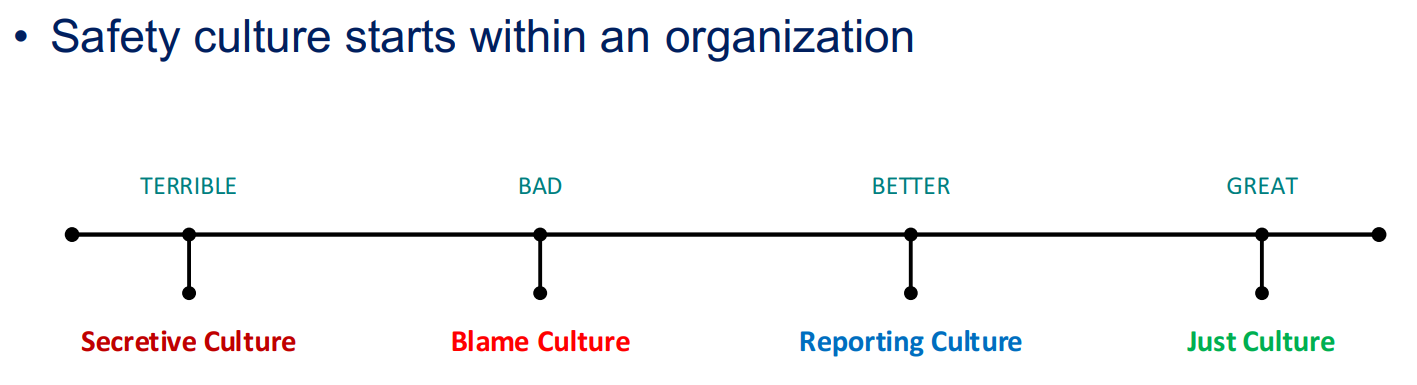 • Safety culture starts within an organization
TERRIBLE BAD BETTER GREAT
Secretive Culture Blame Culture Reporting Culture Just Culture